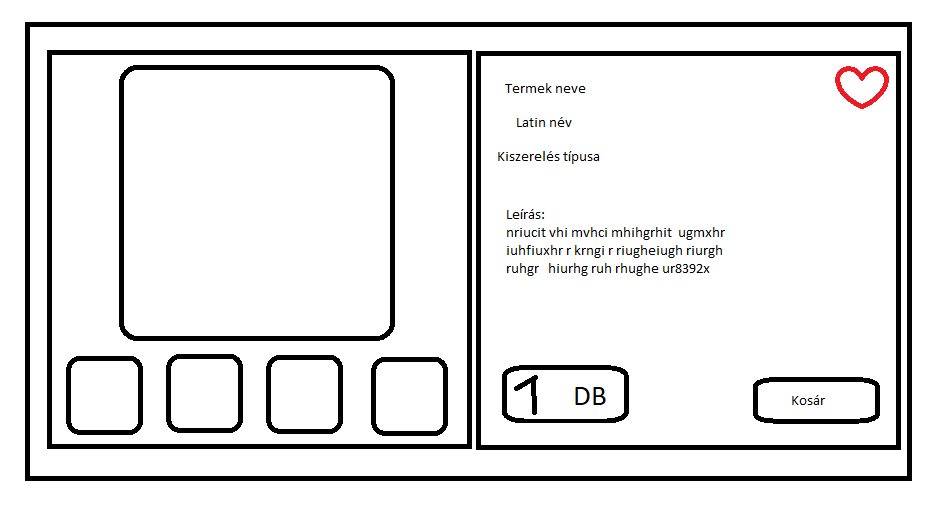 Termek neve
Latin név
Kiszerelés típusa
Leírás:
nriucit vhi mvhci mhihgrhit ugmxhr
iuhfiuxhr r krngi r riugheiugh riurgh
ruhgr hiurhg ruh rhughe ur8392x
1 DB
Kosár